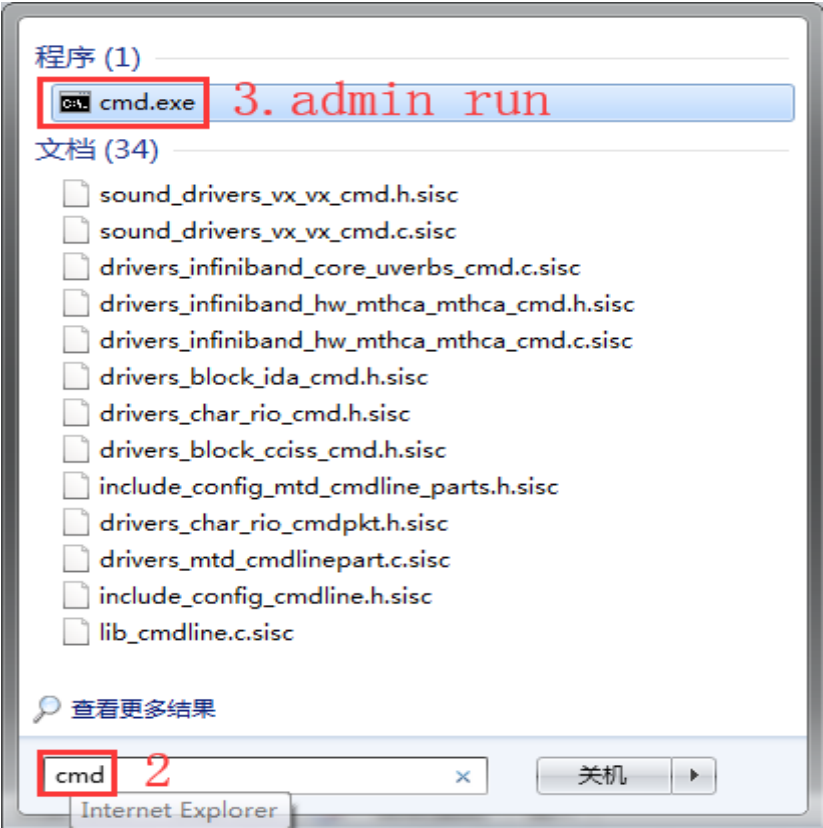 程序 (1)
cmd.exe 3. admin run
文档 (34)
sound_drivers_vx_vx_cmd.h.sisc
sound_drivers_vx_vx_cmd.c.sisc
drivers_infiniband_core_uverbs_cmd.c.sisc
drivers_infiniband_hw_mthca_mthca_cmd.h.sisc
drivers_infiniband_hw_mthca_mthca_cmd.c.sisc
drivers_block_ida_cmd.h.sisc
drivers_char_rio_cmd.h.sisc
drivers_block_cciss_cmd.h.sisc
include_config_mtd_cmdline_parts.h.sisc
drivers_char_rio_cmdpkt.h.sisc
drivers_mtd_cmdlinepart.c.sisc
include_config_cmdline.h.sisc
lib_cmdline.c.sisc
查看更多结果
cmd 2 × 关机
Internet Explorer